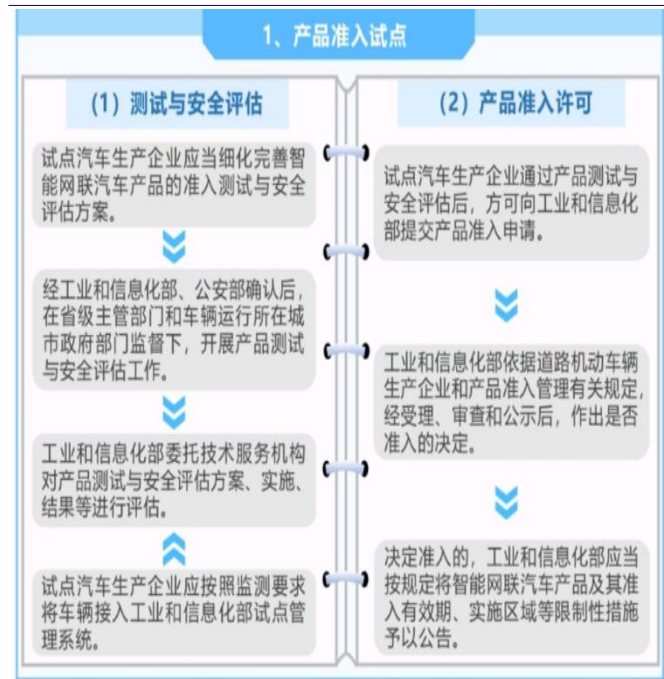 1、产品准入试点
(1)测试与安全评估
试点汽车生产企业应当细化完善智
能网联汽车产品的准入测试与安全
评估方案。
经工业和信息化部、公安部确认后，
在省级主管部门和车辆运行所在城
市政府部门监督下，开展产品测试
与安全评估工作。
工业和信息化部委托技术服务机构
对产品测试与安全评估方案、实施、
结果等进行评估。
试点汽车生产企业应按照监测要求
将车辆接入工业和信息化部试点管
理系统。
(2)产品准入许可
试点汽车生产企业通过产品测试与
安全评估后，方可向工业和信息化
部提交产品准入申请。
工业和信息化部依据道路机动车辆
生产企业和产品准入管理有关规定，
经受理、审查和公示后，作出是否
准入的决定。
决定准入的，工业和信息化部应当
按规定将智能网联汽车产品及其准
入有效期、实施区域等限制性措施
予以公告。